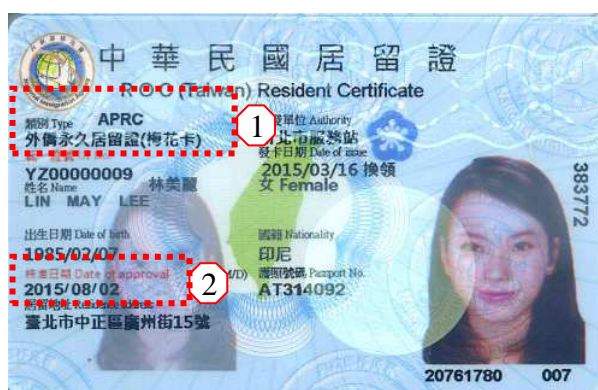 中華民國居留證
R.O.C (Taiwan) Resident Certificate
類別 Type APRC
外僑永久居留證(梅花卡)
1
單位 Authority
北市服務站
發卡日期 Date of issue
2015/03/16 換領
YZ00000009
姓名 Name 林美麗
女 Female
LIN MAY LEE
383772
出生日期 Date of birth
國籍 Nationality
1985/02/07
印尼
核准日期 Date of approval
2
護照號碼 Passport No.
2015/08/02
AT314092
臺北市中正區廣州街15號
20761780 007